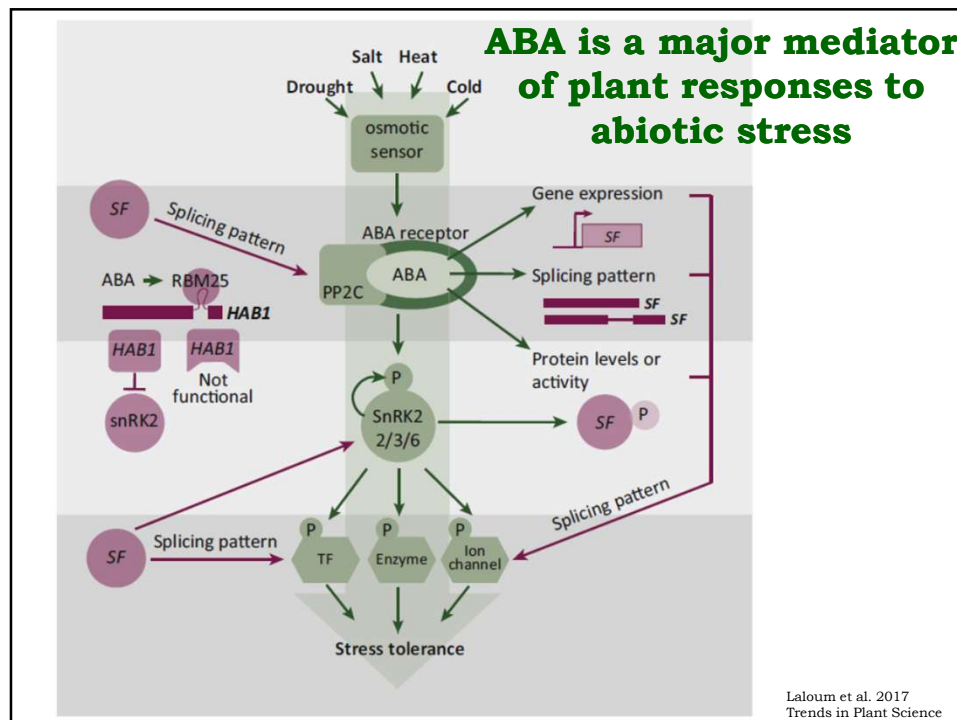 ABA is a major mediator
of plant responses to
abiotic stress
Salt Heat
Drought Cold
osmotic
sensor
SF
Splicing pattern
ABA receptor
PP2C
ABA
Gene expression
SF
Splicing pattern
SF
SF
Protein levels or
activity
ABA RBM25
HAB1
HAB1 HAB1
Not
functional
snRK2
P
SnRK2
2/3/6
SF P
Splicing pattern
SF
Splicing pattern
P P P
TF
Enzyme
Ion
channel
Stress tolerance
Laloum et al. 2017
Trends in Plant Science